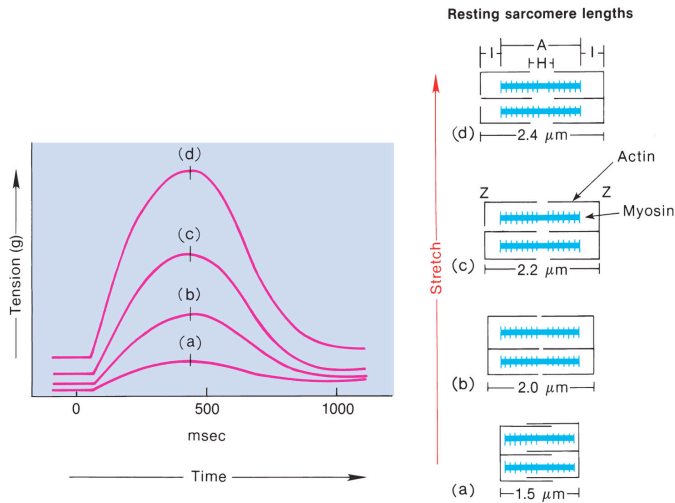 Resting sarcomere lengths
A
I I
H
(d)
2.4 μm
Actin
Z Z
Myosin
(c)
2.2 μm
Stretch
(b)
2.0 μm
(a)
1.5 μm
Tension (g)
(d)
(c)
(b)
(a)
0 500 1000
msec
Time